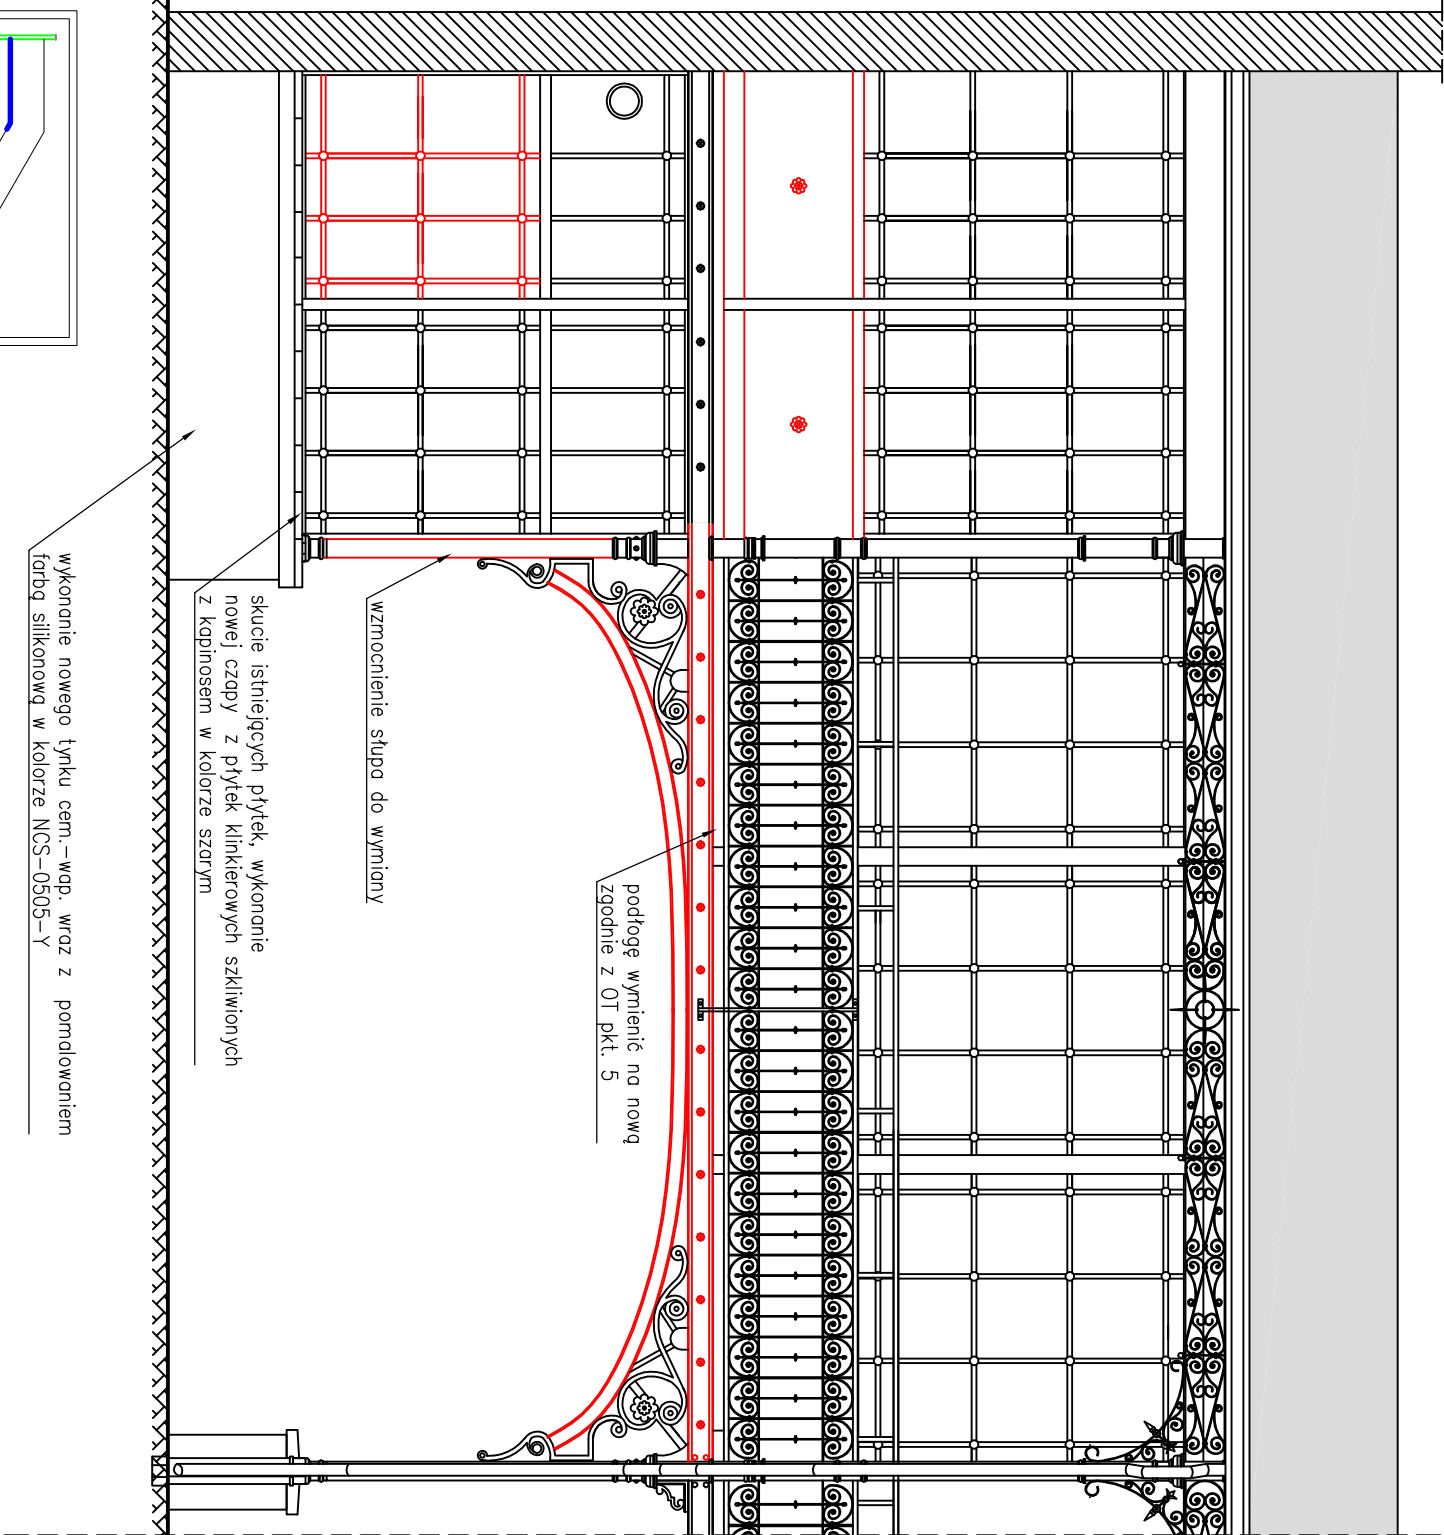 podłogę wymienić na nową
zgodnie z OT pkt. 5
wzmocnienie słupa do wymiany
skucie istniejących płytek, wykonanie
nowej czapy z płytek klinkierowych szkliwionych
z kapinosem w kolorze szarym
wykonanie nowego tynku cem.-wap. wraz z pomalowaniem
farbą silikonową w kolorze NCS-0505-Y